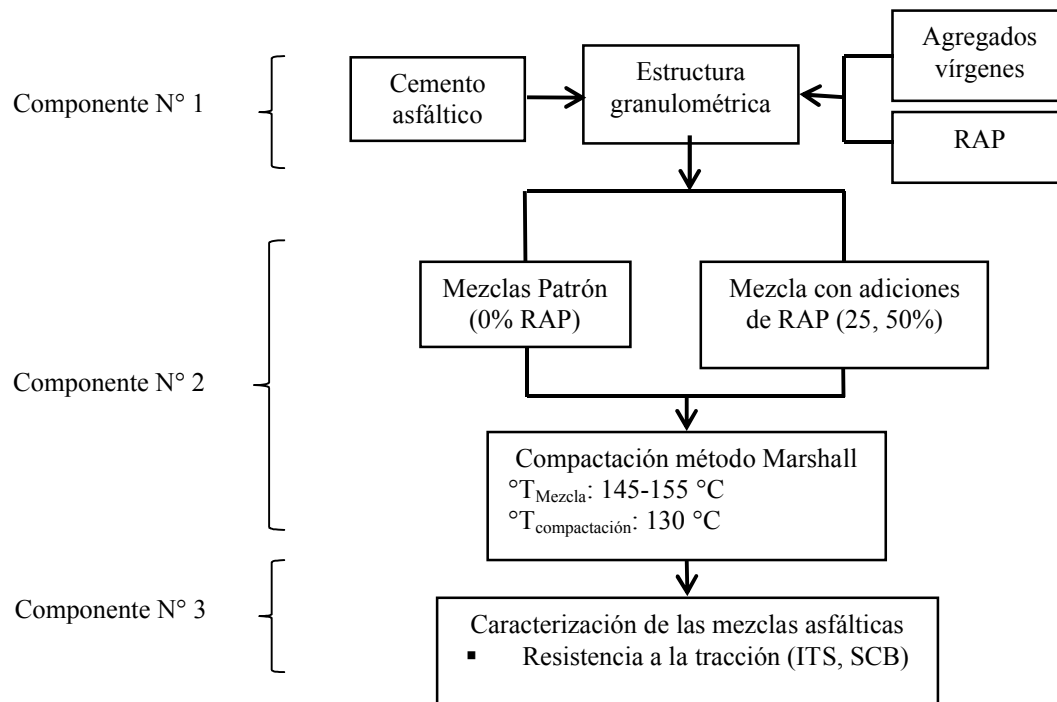 Componente N° 1
Cemento
asfáltico
Estructura
granulométrica
Agregados
vírgenes
RAP
Componente N° 2
Mezclas Patrón
(0% RAP)
Mezcla con adiciones
de RAP (25, 50%)
Compactación método Marshall
°TMezcla: 145-155 °C
°Tcompactación: 130 °C
Componente N° 3
Caracterización de las mezclas asfálticas
▪ Resistencia a la tracción (ITS, SCB)